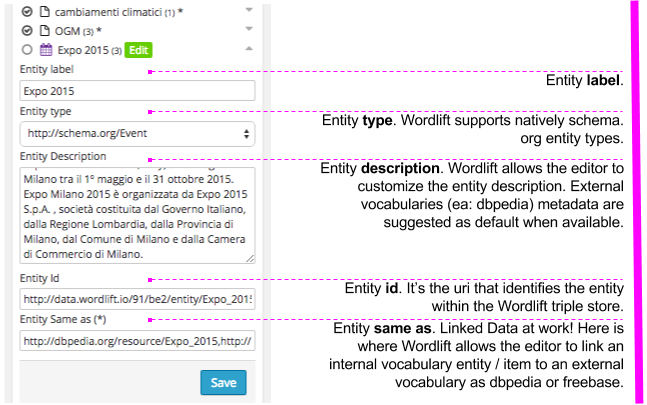 cambiamenti climatici (1) *
OGM (3) *
Expo 2015 (3) Edit
Entity label
Expo 2015
Entity type
http://schema.org/Event
Entity Description
Milano tra il 1º maggio e il 31 ottobre 2015.
Expo Milano 2015 è organizzata da Expo 2015
S.p.A. , società costituita dal Governo Italiano,
dalla Regione Lombardia, dalla Provincia di
Milano, dal Comune di Milano e dalla Camera
di Commercio di Milano.
Entity Id
http://data.wordlift.io/91/be2/entity/Expo_201
Entity Same as (*)
http://dbpedia.org/resource/Expo_2015,http://
Save
Entity label.
Entity type. Wordlift supports natively schema.
org entity types.
Entity description. Wordlift allows the editor to
customize the entity description. External
vocabularies (ea: dbpedia) metadata are
suggested as default when available.
Entity id. It's the uri that identifies the entity
within the Wordlift triple store.
Entity same as. Linked Data at work! Here is
where Wordlift allows the editor to link an
internal vocabulary entity / item to an external
vocabulary as dbpedia or freebase.